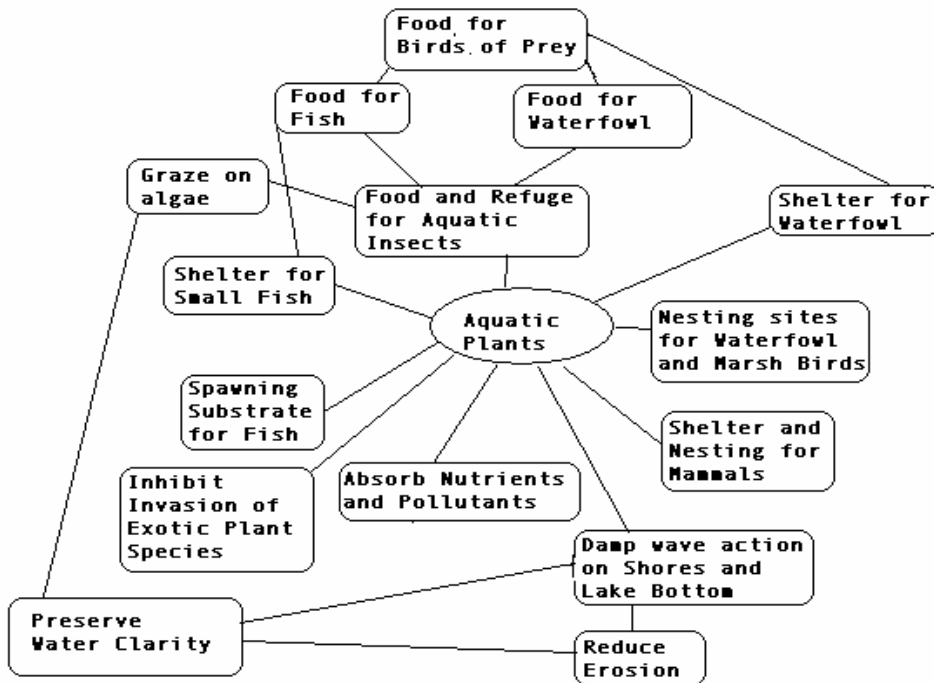 Food for
Birds of Prey
Food for
Fish
Food for
Waterfowl
Graze on
algae
Food and Refuge
for Aquatic
Insects
Shelter for
Waterfowl
Shelter for
Small Fish
Aquatic
Plants
Nesting sites
for Waterfowl
and Marsh Birds
Spawning
Substrate
for Fish
Shelter and
Nesting for
Mammals
Inhibit
Invasion of
Exotic Plant
Species
Absorb Nutrients
and Pollutants
Damp wave action
on Shores and
Lake Bottom
Preserve
Water Clarity
Reduce
Erosion